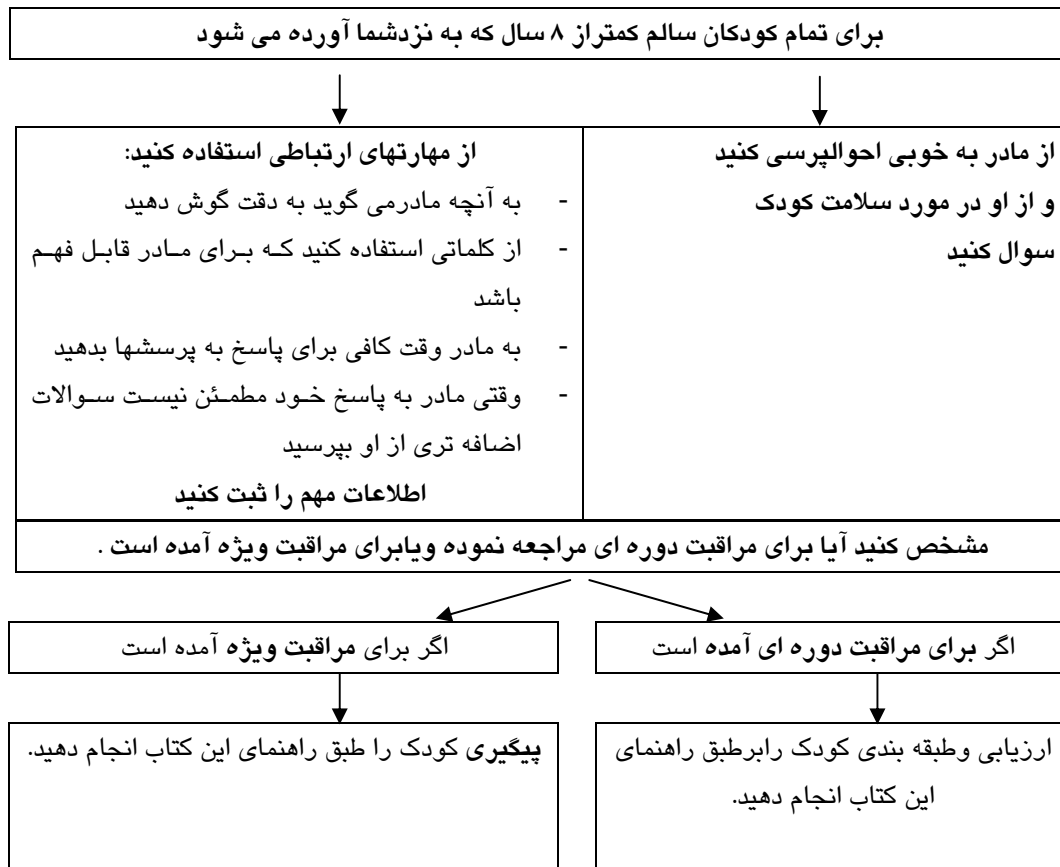 برای تمام کودکان سالم کمتراز ۸ سال که به نزدشما آورده می شود
از مادر به خوبی احوالپرسی کنید
و از او در مورد سلامت کودک
سوال کنید
از مهارتهای ارتباطی استفاده کنید:
- به آنچه مادرمی گوید به دقت گوش دهید
- از کلماتی استفاده کنید که برای مادر قابل فهم
باشد
- به مادر وقت کافی برای پاسخ به پرسشها بدهید
- وقتی مادر به پاسخ خود مطمئن نیست سوالات
اضافه تری از او بپرسید
اطلاعات مهم را ثبت کنید
مشخص کنید آیا برای مراقبت دوره ای مراجعه نموده ویابرای مراقبت ویژه آمده است .
اگر برای مراقبت دوره ای آمده است
اگر برای مراقبت ویژه آمده است
ارزیابی وطبقه بندی کودک رابرطبق راهنمای
این کتاب انجام دهید.
پیگیری کودک را طبق راهنمای این کتاب انجام دهید.